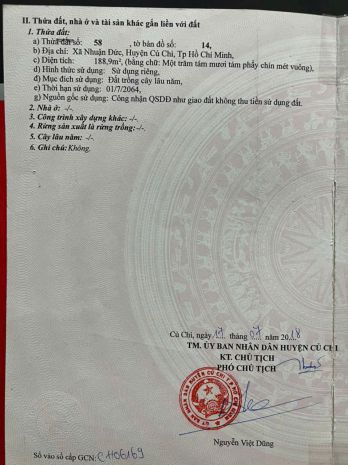 II. Thửa đất, nhà ở và tài sản khác gắn liền với đất
1. Thửa đất:
a) Thửa đất số: 58 , tờ bản đồ số: 14,
b) Địa chỉ: Xã Nhuận Đức, Huyện Củ Chi, Tp Hồ Chí Minh,
c) Diện tích: 188,9m², (bằng chữ: Một trăm tám mươi tám phẩy chín mét vuông),
d) Hình thức sử dụng: Sử dụng riêng,
đ) Mục đích sử dụng: Đất trồng cây lâu năm,
e) Thời hạn sử dụng: 01/7/2064,
g) Nguồn gốc sử dụng: Công nhận QSDĐ như giao đất không thu tiền sử dụng đất.
2. Nhà ở: -/-
3. Công trình xây dựng khác: -/-
4. Rừng sản xuất là rừng trồng: -/-
5. Cây lâu năm: -/-
6. Ghi chú: Không.
Củ Chi, ngày 17 tháng 07 năm 2018
TM. ỦY BAN NHÂN DÂN HUYỆN CỦ CHI
KT. CHỦ TỊCH
PHÓ CHỦ TỊCH
Nguyễn Việt Dũng
Số vào sổ cấp GCN: CH06169